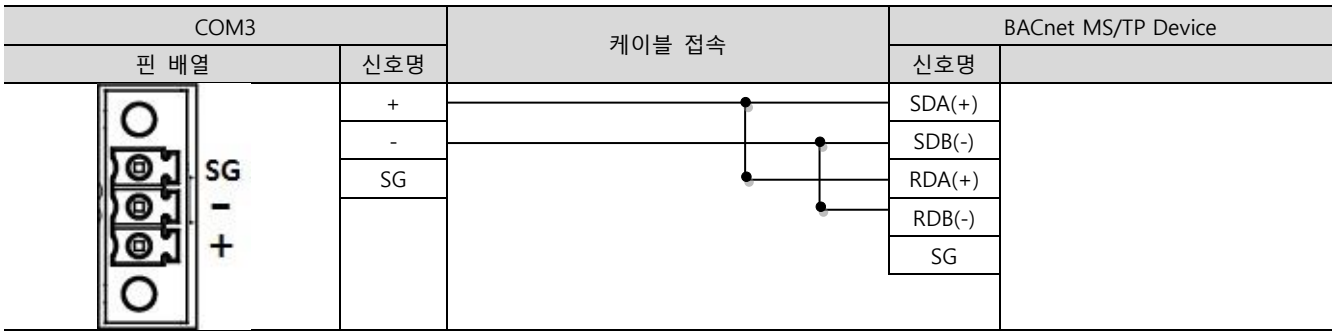 COM3 케이블 접속 BACnet MS/TP Device
핀 배열 신호명 신호명
+ SDA(+)
- SDB(-)
SG RDA(+)
RDB(-)
SG
SG
-
+